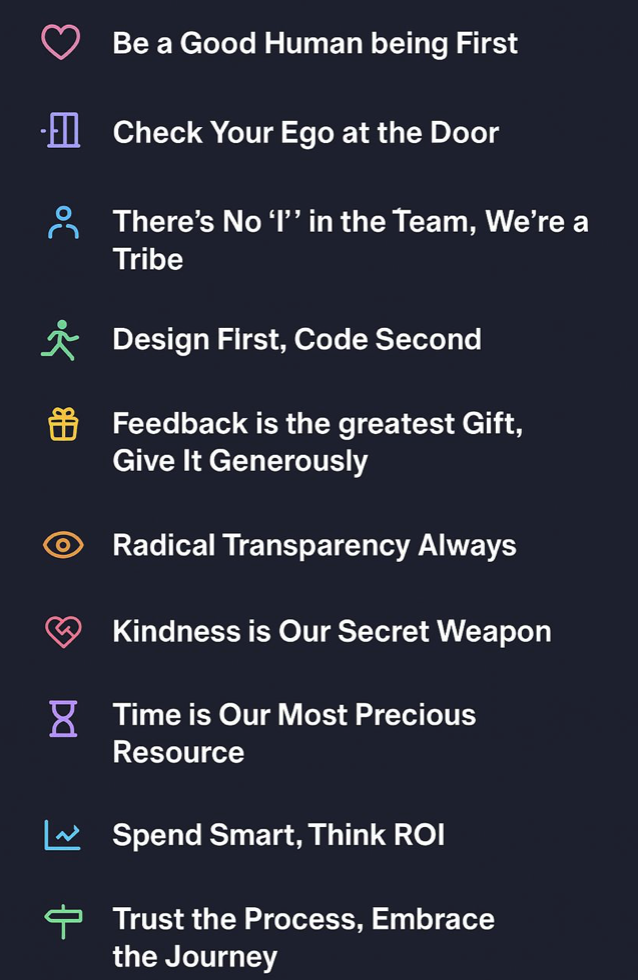 Be a Good Human being First
Check Your Ego at the Door
There’s No ‘I’’ in the Team, We’re a
Tribe
Design First, Code Second
Feedback is the greatest Gift,
Give It Generously
Radical Transparency Always
Kindness is Our Secret Weapon
Time is Our Most Precious
Resource
Spend Smart, Think ROI
Trust the Process, Embrace
the Journey